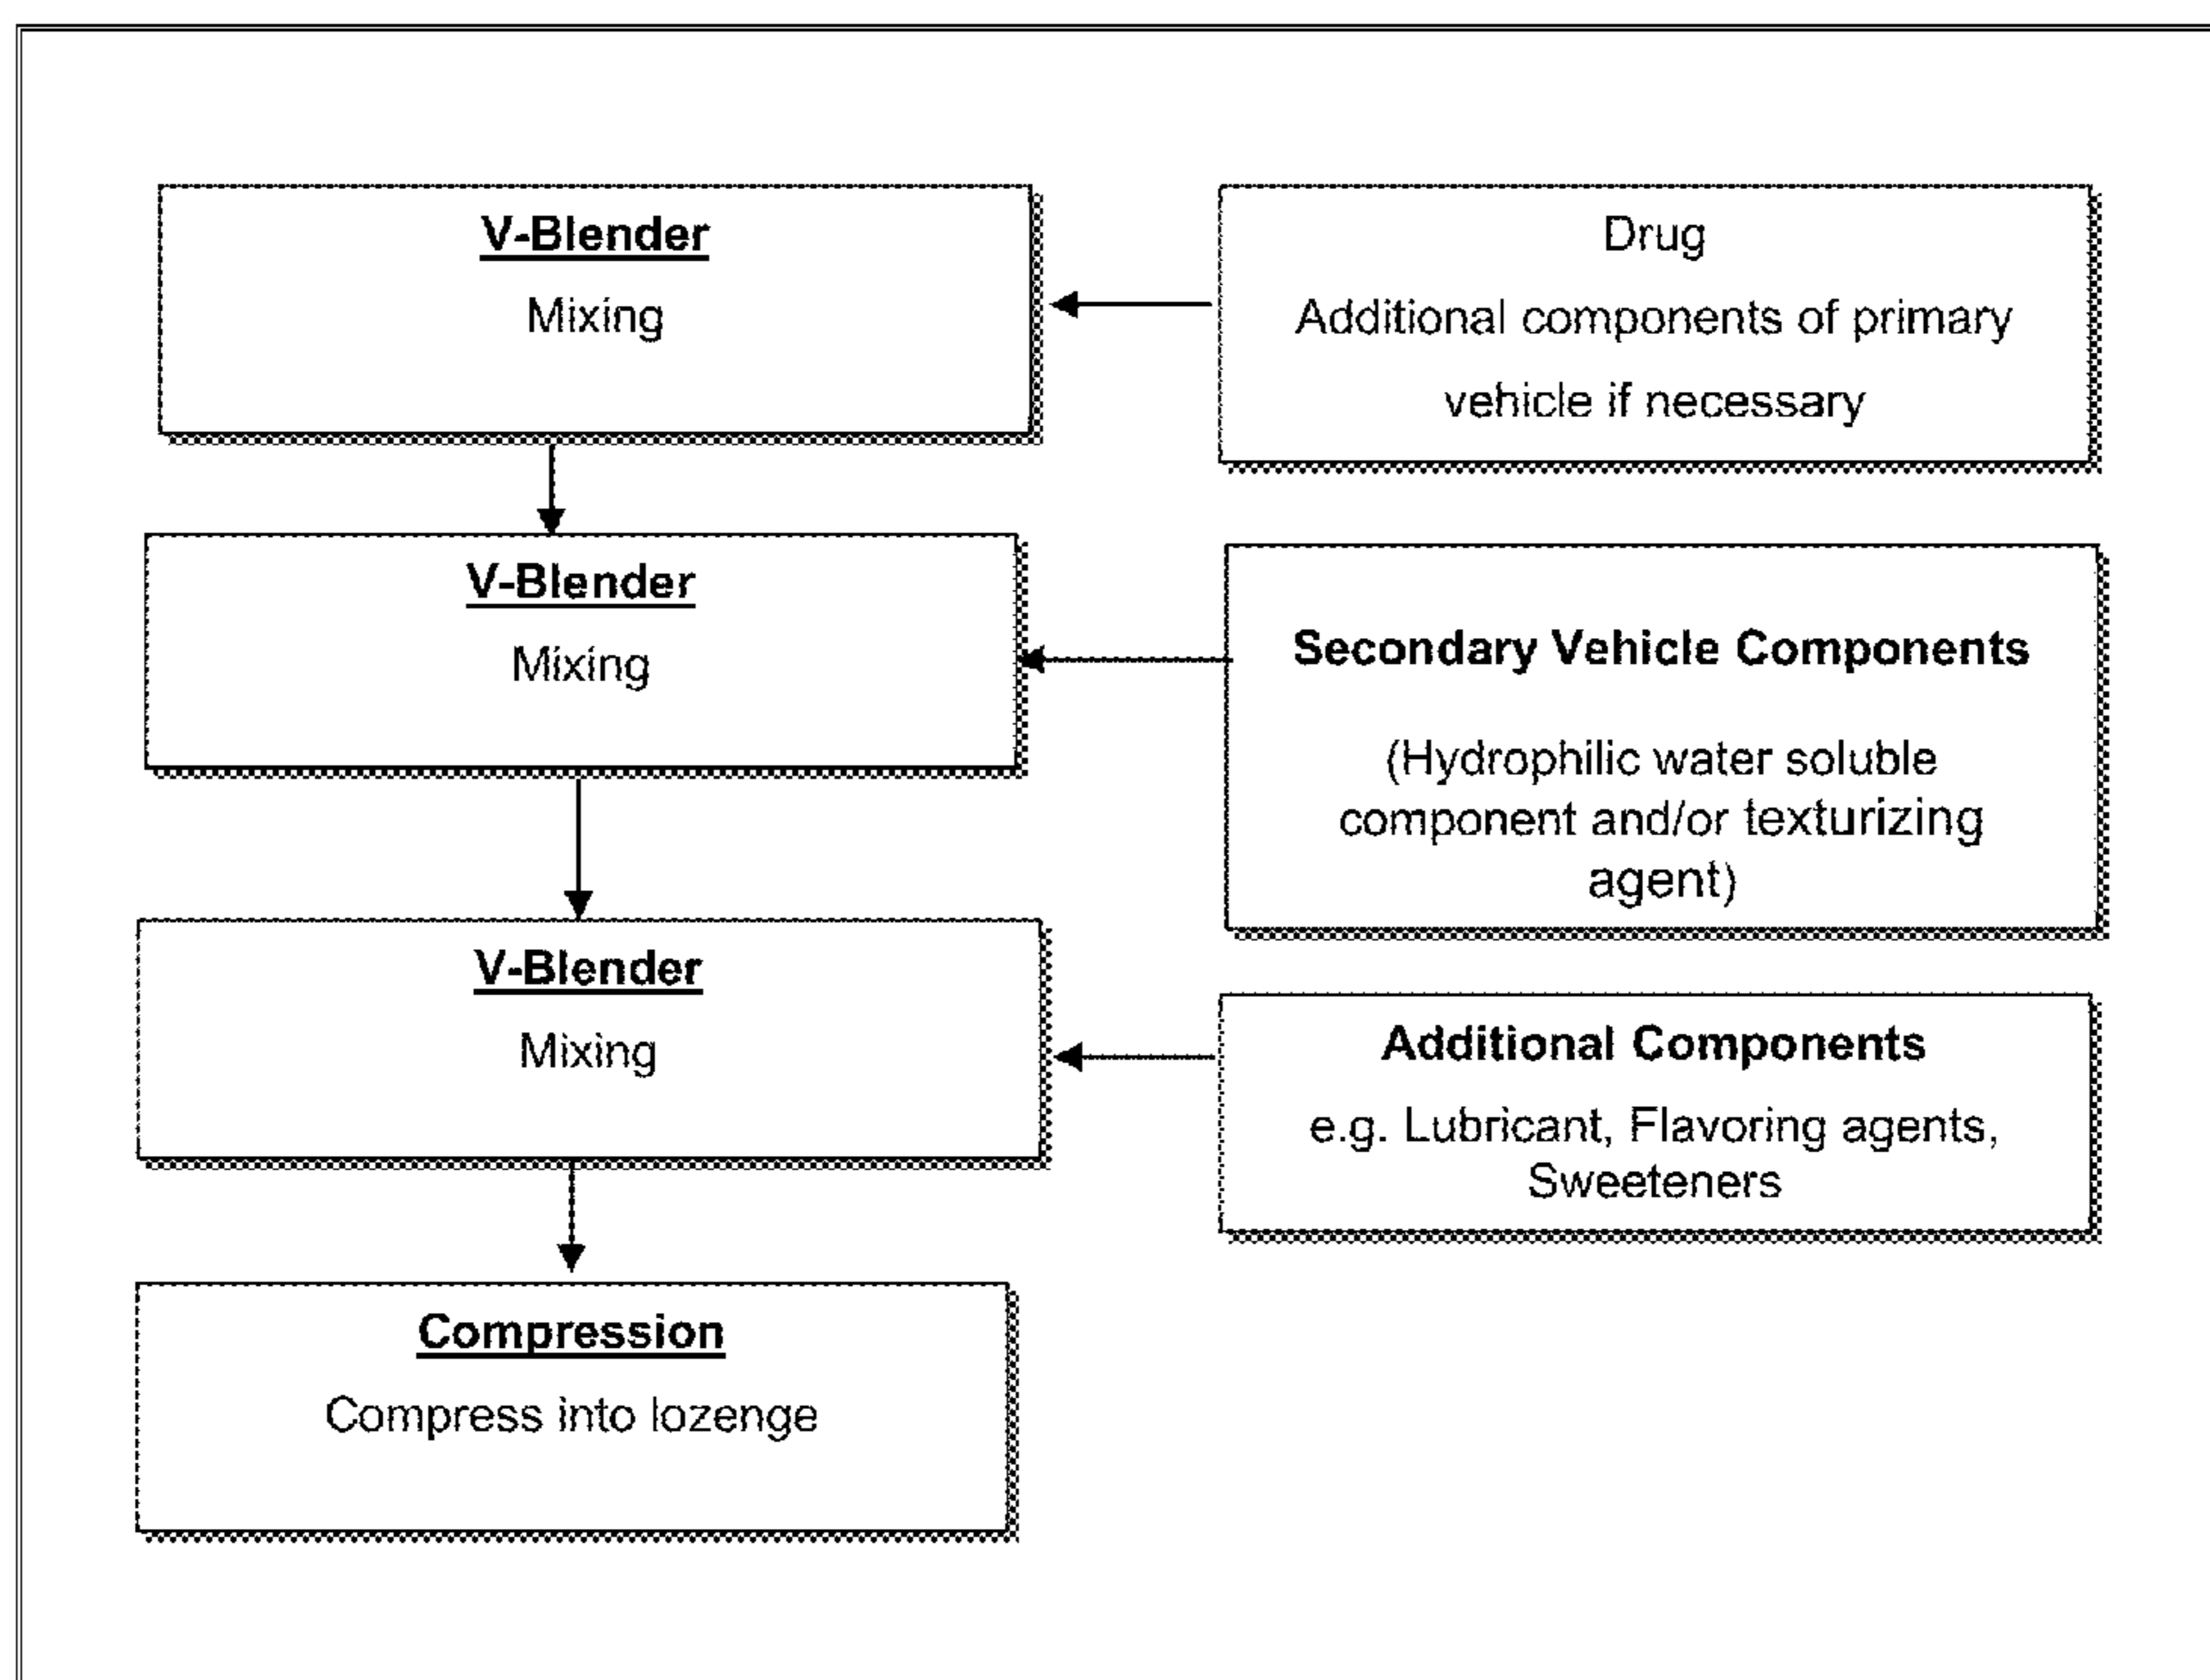 V-Blender
Mixing
Drug
Additional components of primary
vehicle if necessary
V-Blender
Mixing
Secondary Vehicle Components
(Hydrophilic water soluble
component and/or texturizing
agent)
V-Blender
Mixing
Additional Components
e.g. Lubricant, Flavoring agents,
Sweeteners
Compression
Compress into lozenge